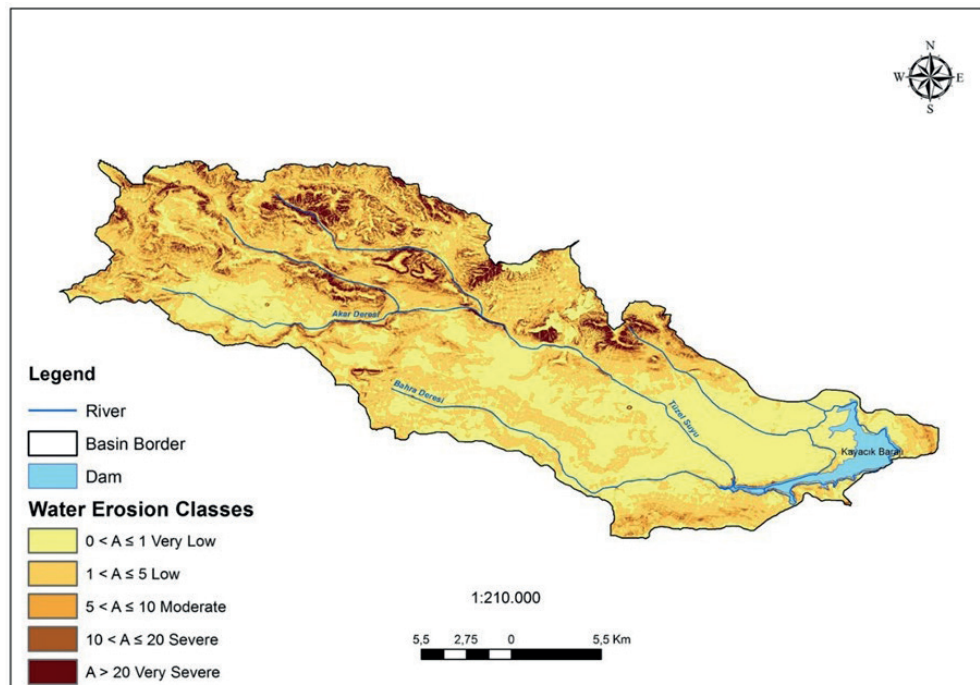 N
W E
S
Akar Deresi
Bahra Deresi
Tüzel Suyu
Kayacık Barajı
Legend
River
Basin Border
Dam
Water Erosion Classes
0 < A ≤ 1 Very Low
1 < A ≤ 5 Low
5 < A ≤ 10 Moderate
10 < A ≤ 20 Severe
A > 20 Very Severe
1:210.000
5,5 2,75 0 5,5 Km